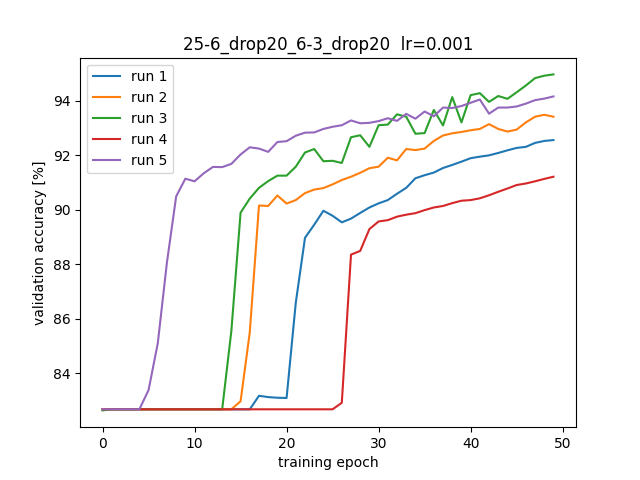 25-6_drop20_6-3_drop20  lr=0.001
run 1
run 2
run 3
run 4
run 5
validation accuracy [%]
94
92
90
88
86
84
0
10
20
30
40
50
training epoch